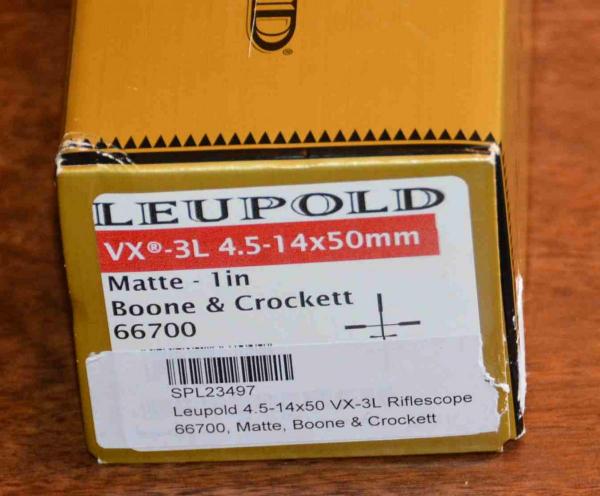 LEUPOLD
VX®-3L 4.5-14x50mm
Matte - 1in
Boone & Crockett
66700
SPL23497
Leupold 4.5-14x50 VX-3L Riflescope
66700, Matte, Boone & Crockett